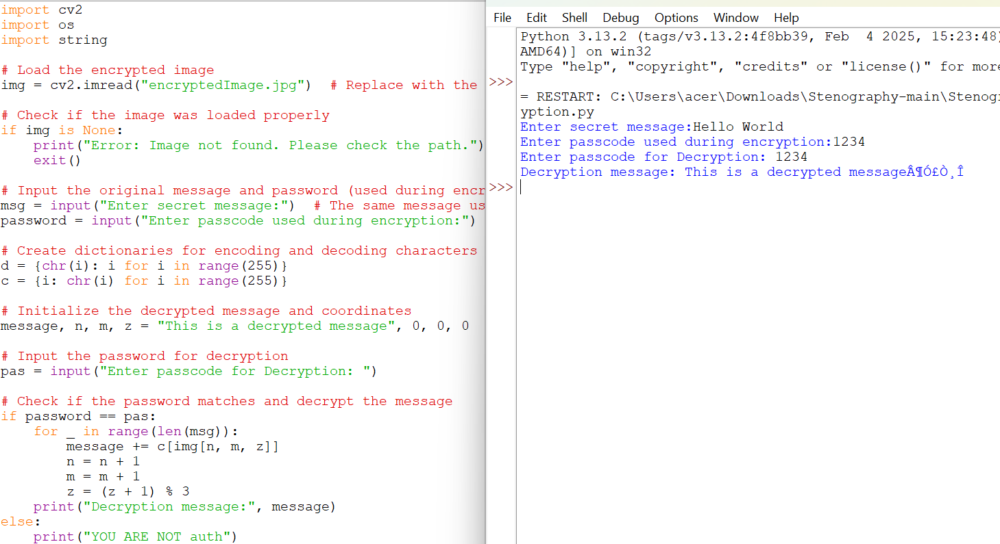 import cv2
import os
import string
# Load the encrypted image
img = cv2.imread("encryptedImage.jpg")  # Replace with the
# Check if the image was loaded properly
if img is None:
    print("Error: Image not found. Please check the path.")
    exit()
# Input the original message and password (used during encr
msg = input("Enter secret message:")  # The same message us
password = input("Enter passcode used during encryption:")
# Create dictionaries for encoding and decoding characters
d = {chr(i): i for i in range(255)}
c = {i: chr(i) for i in range(255)}
# Initialize the decrypted message and coordinates
message, n, m, z = "This is a decrypted message", 0, 0, 0
# Input the password for decryption
pas = input("Enter passcode for Decryption: ")
# Check if the password matches and decrypt the message
if password == pas:
    for _ in range(len(msg)):
        message += c[img[n, m, z]]
        n = n + 1
        m = m + 1
        z = (z + 1) % 3
    print("Decryption message:", message)
else:
    print("YOU ARE NOT auth")
File Edit Shell Debug Options Window Help
Python 3.13.2 (tags/v3.13.2:4f8bb39, Feb  4 2025, 15:23:48)
AMD64)] on win32
Type "help", "copyright", "credits" or "license()" for more
>>>
= RESTART: C:\Users\acer\Downloads\Stenography-main\Stenogr
yption.py
Enter secret message:Hello World
Enter passcode used during encryption:1234
Enter passcode for Decryption: 1234
Decryption message: This is a decrypted messageÂ¶Ó£Ò¸Î
>>>